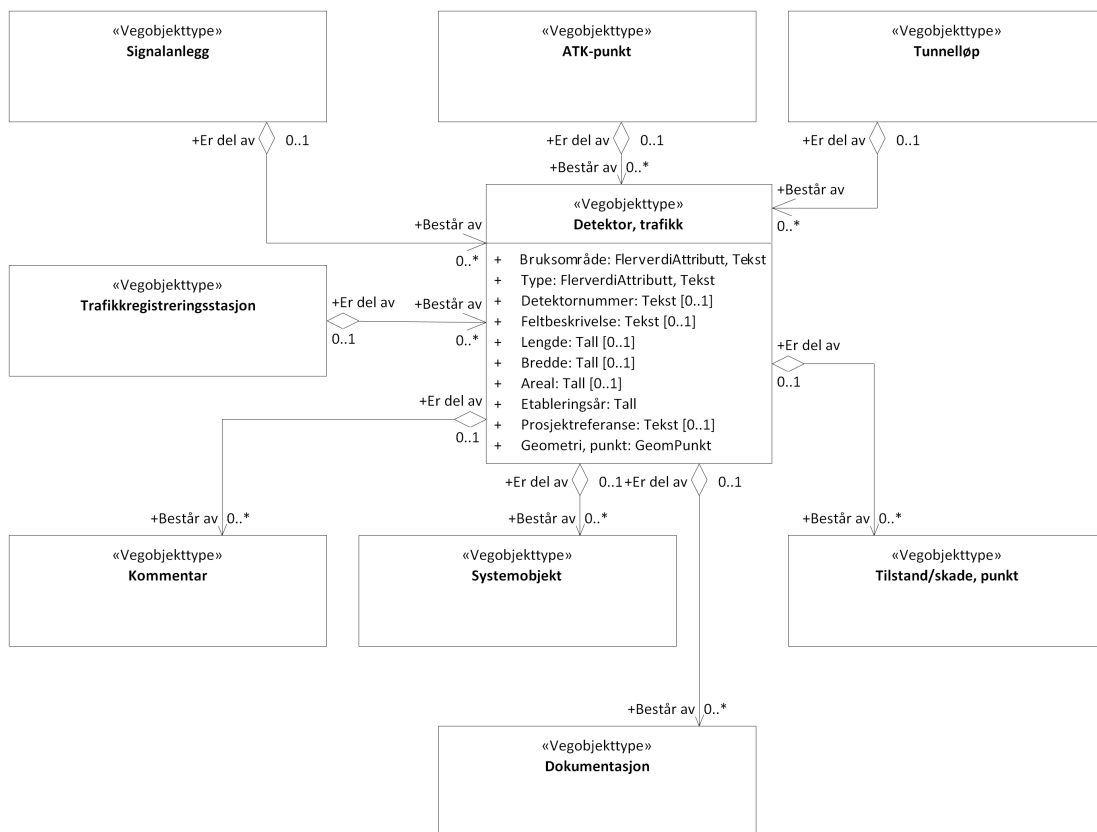 «Vegobjekttype»
Signalanlegg
«Vegobjekttype»
ATK-punkt
«Vegobjekttype»
Tunnelløp
+Er del av 0..1
+Er del av 0..1
+Er del av 0..1
+Består av 0..*
+Består av
0..*
+Består av
0..*
«Vegobjekttype»
Detektor, trafikk
+ Bruksområde: FlerverdiAttributt, Tekst
+ Type: FlerverdiAttributt, Tekst
+ Detektornummer: Tekst [0..1]
+ Feltbeskrivelse: Tekst [0..1]
+ Lengde: Tall [0..1]
+ Bredde: Tall [0..1]
+ Areal: Tall [0..1]
+ Etableringsår: Tall
+ Prosjektreferanse: Tekst [0..1]
+ Geometri, punkt: GeomPunkt
«Vegobjekttype»
Trafikkregistreringsstasjon
+Er del av
0..1
+Består av
0..*
+Er del av
0..1
+Er del av
0..1
+Er del av 0..1
+Er del av 0..1
+Består av 0..*
+Består av 0..*
+Består av 0..*
«Vegobjekttype»
Kommentar
«Vegobjekttype»
Systemobjekt
«Vegobjekttype»
Tilstand/skade, punkt
+Består av 0..*
«Vegobjekttype»
Dokumentasjon